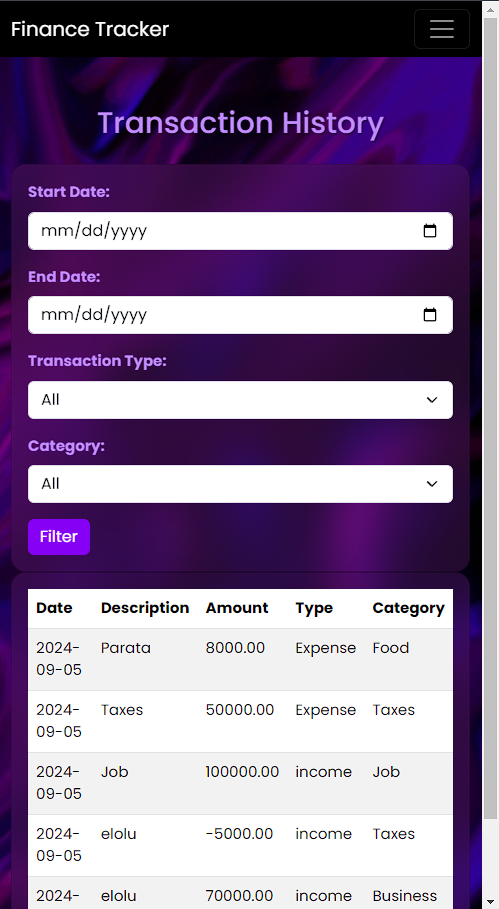 Finance Tracker
Transaction History
Start Date:
mm/dd/yyyy
End Date:
mm/dd/yyyy
Transaction Type:
All
Category:
All
Filter
Date Description Amount Type Category
2024-09-05 Parata 8000.00 Expense Food
2024-09-05 Taxes 50000.00 Expense Taxes
2024-09-05 Job 100000.00 income Job
2024-09-05 elolu -5000.00 income Taxes
2024- elolu 70000.00 income Business